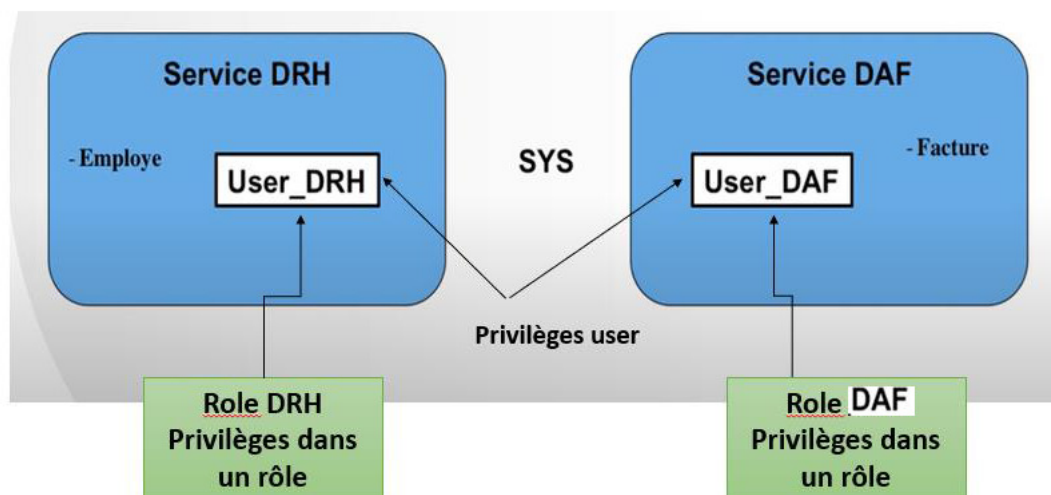 Service DRH
Service DAF
- Employe
SYS
- Facture
User_DRH
User_DAF
Privilèges user
Role DRH
Privilèges dans
un rôle
Role DAF
Privilèges dans
un rôle